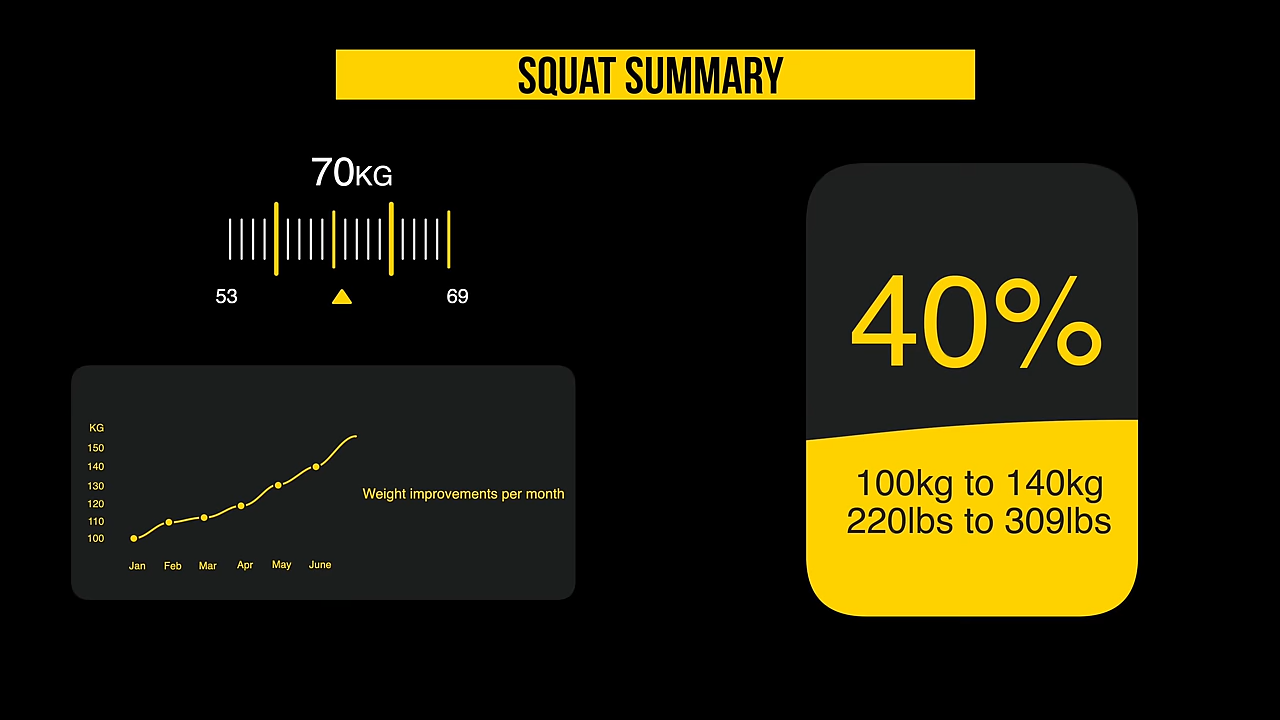 SQUAT SUMMARY
70KG
53 69
KG
150
140
130
120
110
100
Jan Feb Mar Apr May June
Weight improvements per month
40%
100kg to 140kg
220lbs to 309lbs